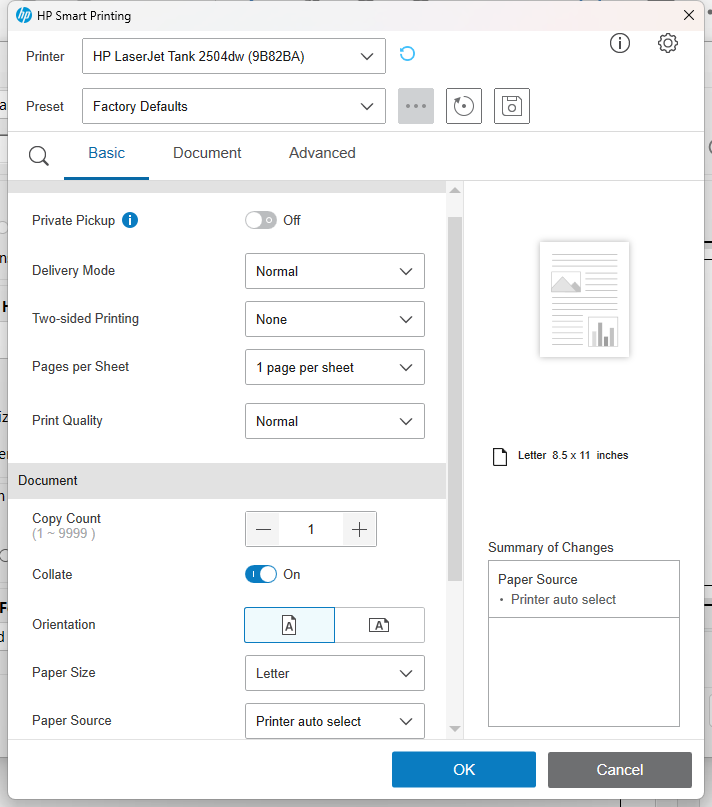 HP Smart Printing
Printer
HP LaserJet Tank 2504dw (9B82BA)
Preset
Factory Defaults
Basic
Document
Advanced
Private Pickup
Off
Delivery Mode
Normal
Two-sided Printing
None
Pages per Sheet
1 page per sheet
Print Quality
Normal
Letter 8.5 x 11 inches
Document
Copy Count
(1 ~ 9999 )
1
Collate
On
Orientation
A
A
Paper Size
Letter
Paper Source
Printer auto select
Summary of Changes
Paper Source
• Printer auto select
OK
Cancel